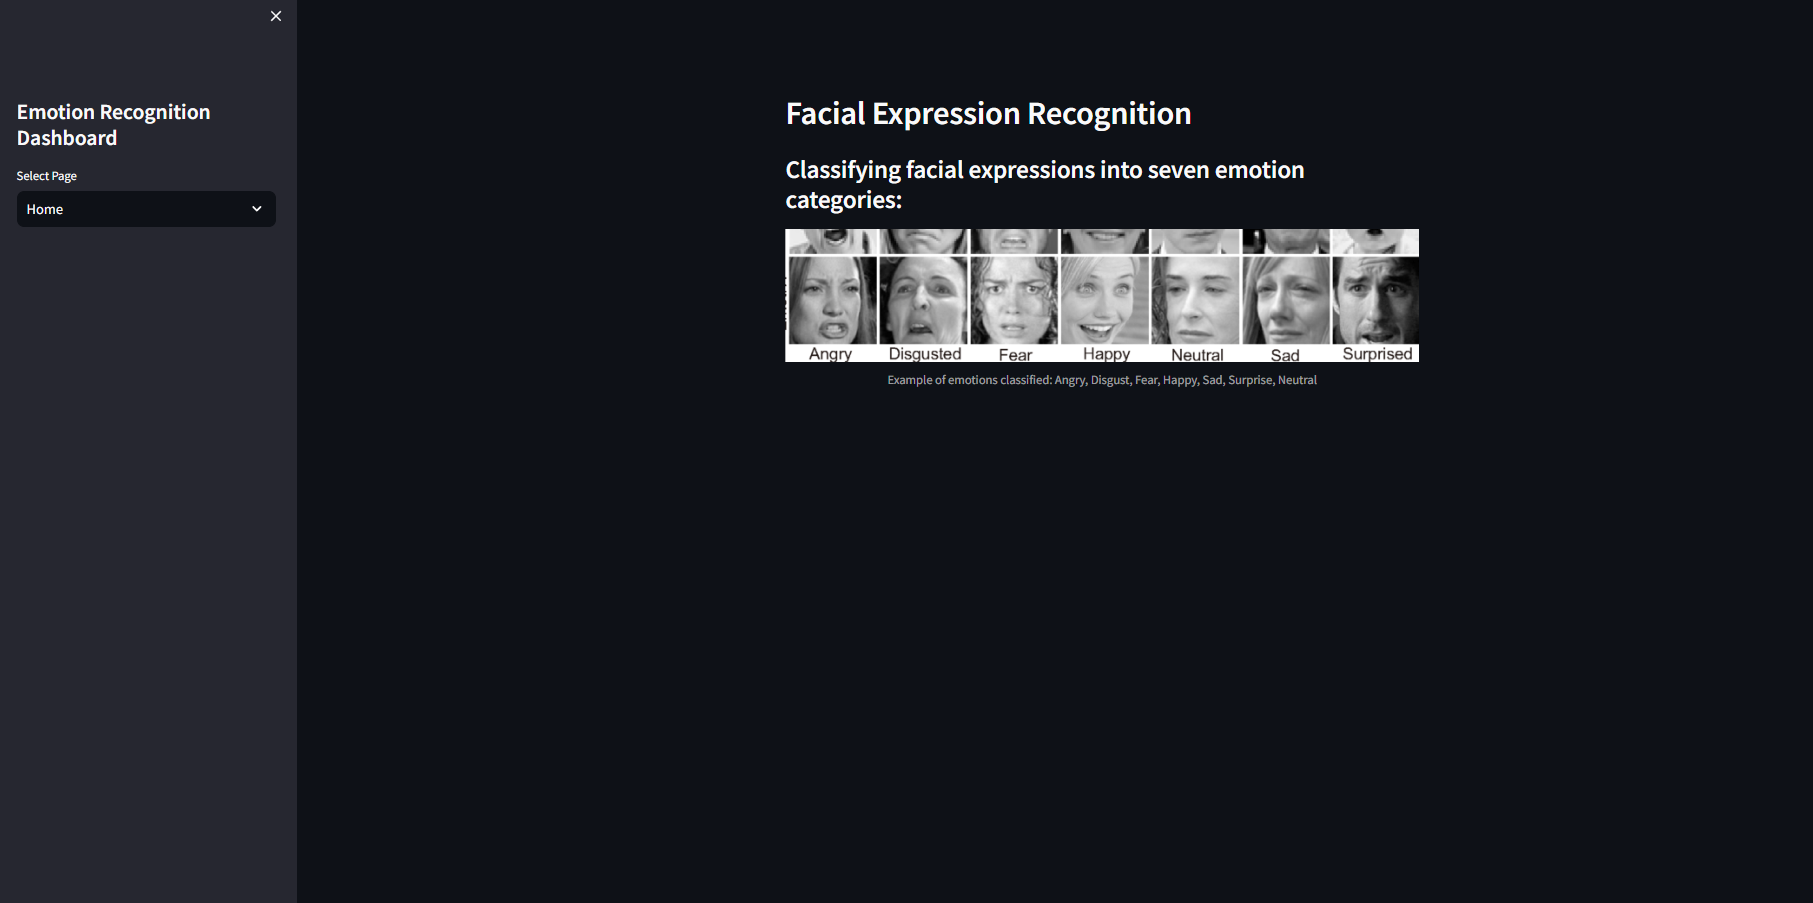 Emotion Recognition
Dashboard
Select Page
Home
Facial Expression Recognition
Classifying facial expressions into seven emotion
categories:
Angry Disgusted Fear Happy Neutral Sad Surprised
Example of emotions classified: Angry, Disgust, Fear, Happy, Sad, Surprise, Neutral